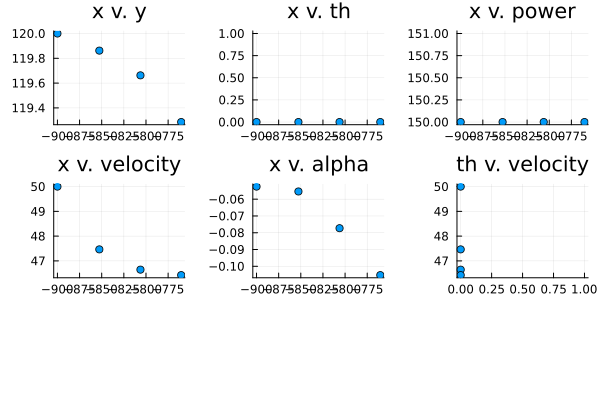 x v. y
x v. th
x v. power
120.0
119.8
119.6
119.4
−900 −875 −850 −825 −800 −775
1.00
0.75
0.50
0.25
0.00
−900 −875 −850 −825 −800 −775
151.00
150.75
150.50
150.25
150.00
−900 −875 −850 −825 −800 −775
x v. velocity
x v. alpha
th v. velocity
50
49
48
47
−900 −875 −850 −825 −800 −775
−0.06
−0.07
−0.08
−0.09
−0.10
−900 −875 −850 −825 −800 −775
50
49
48
47
0.00 0.25 0.50 0.75 1.00